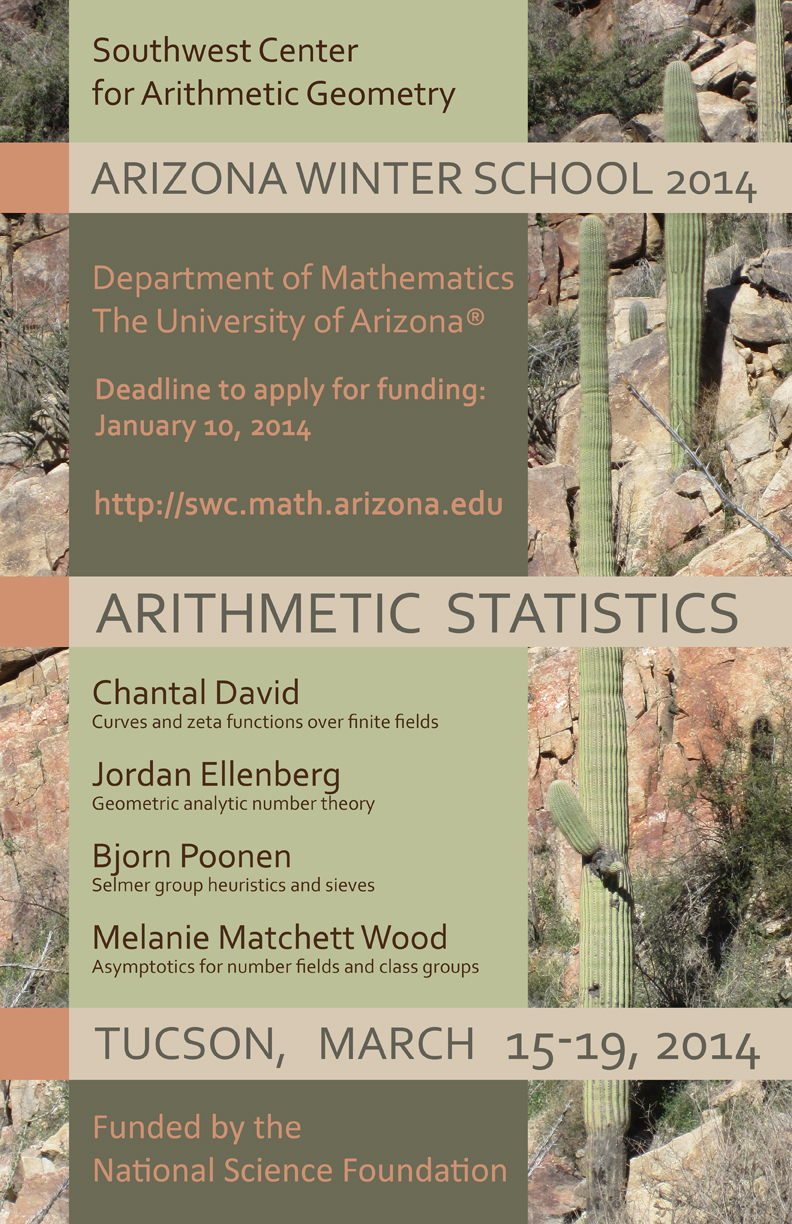 Southwest Center
for Arithmetic Geometry
ARIZONA WINTER SCHOOL 2014
Department of Mathematics
The University of Arizona®
Deadline to apply for funding:
January 10, 2014
http://swc.math.arizona.edu
ARITHMETIC STATISTICS
Chantal David
Curves and zeta functions over finite fields
Jordan Ellenberg
Geometric analytic number theory
Bjorn Poonen
Selmer group heuristics and sieves
Melanie Matchett Wood
Asymptotics for number fields and class groups
TUCSON, MARCH 15-19, 2014
Funded by the
National Science Foundation